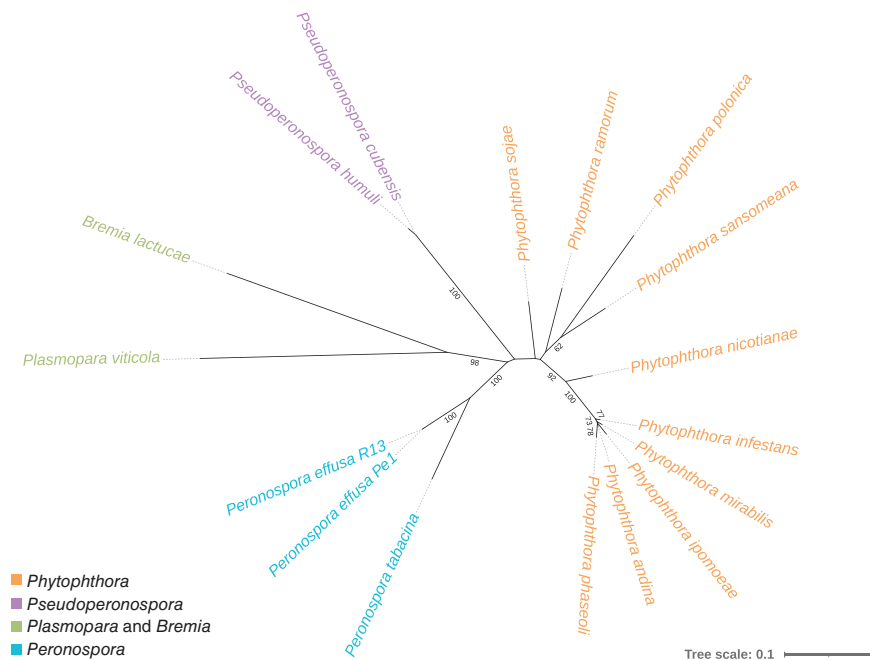 Pseudoperonospora cubensis
Pseudoperonospora humuli
Phytophthora sojae
Phytophthora ramorum
Phytophthora polonica
Phytophthora sansomeana
Bremia lactucae
Plasmopara viticola
Phytophthora nicotianae
Phytophthora infestans
Phytophthora mirabilis
Phytophthora ipomoeae
Phytophthora andina
Phytophthora phaseoli
Peronospora effusa R13
Peronospora effusa Pe1
Peronospora tabacina
100
98
100
100
62
92
100
77
73 78
Phytophthora
Pseudoperonospora
Plasmopara and Bremia
Peronospora
Tree scale: 0.1